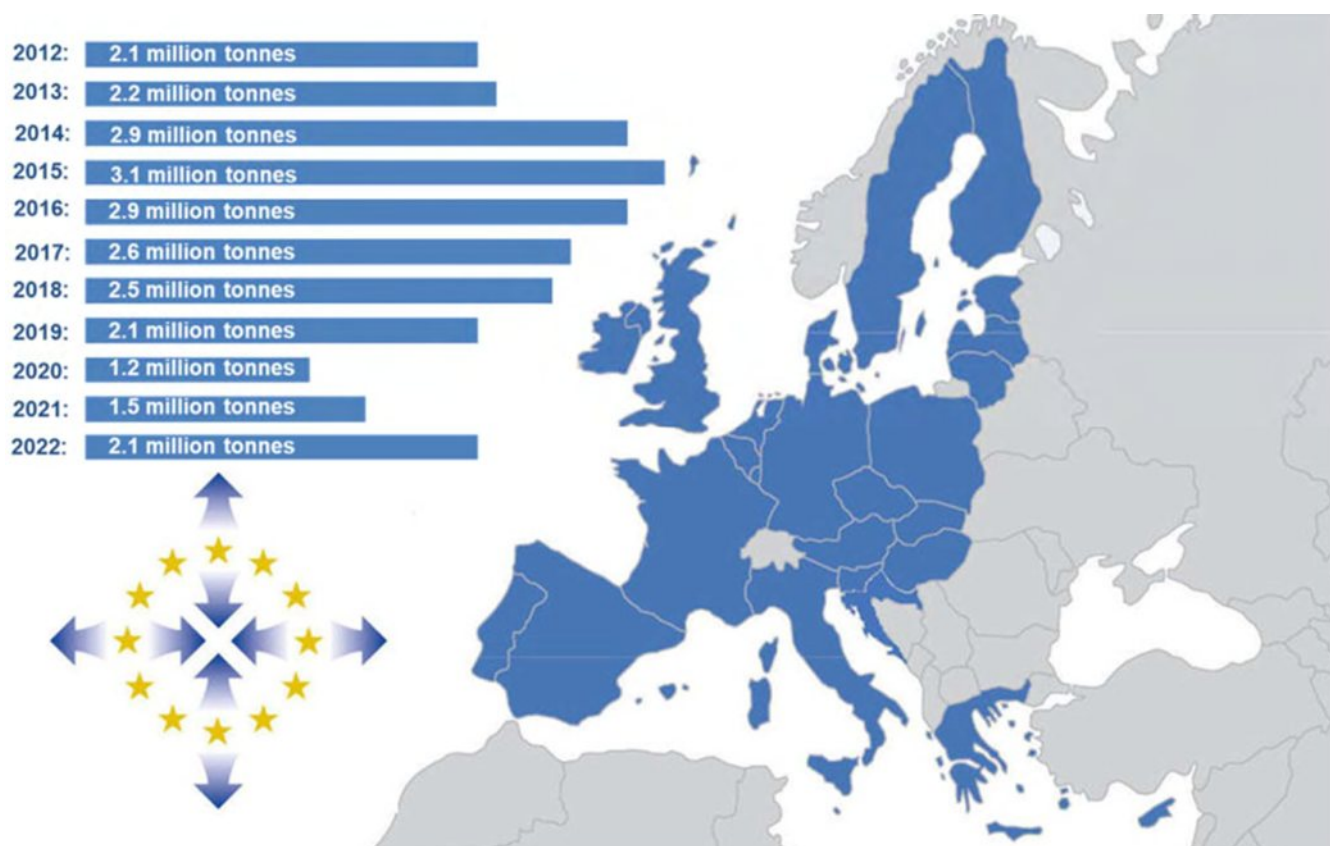 2012: 2.1 million tonnes
2013: 2.2 million tonnes
2014: 2.9 million tonnes
2015: 3.1 million tonnes
2016: 2.9 million tonnes
2017: 2.6 million tonnes
2018: 2.5 million tonnes
2019: 2.1 million tonnes
2020: 1.2 million tonnes
2021: 1.5 million tonnes
2022: 2.1 million tonnes